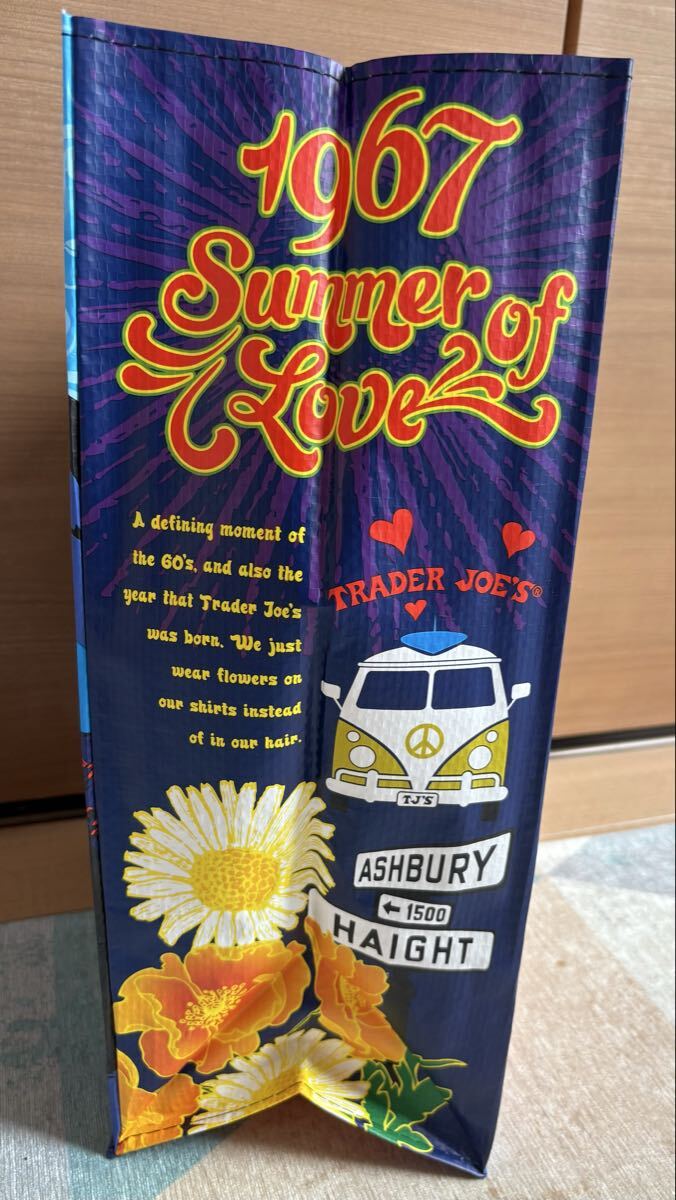 1967
Summer of
Love
A defining moment of
the 60's, and also the
year that Trader Joe's
was born. We just
wear flowers on
our shirts instead
of in our hair.
TRADER JOE'S®
TJ'S
ASHBURY
← 1500
HAIGHT